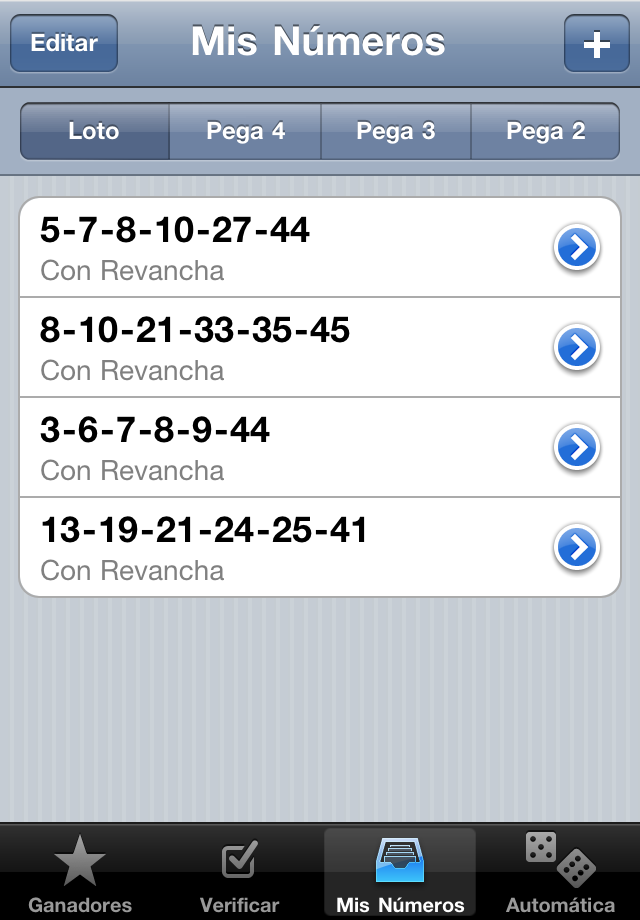 Editar Mis Números +
Loto Pega 4 Pega 3 Pega 2
5-7-8-10-27-44
Con Revancha
8-10-21-33-35-45
Con Revancha
3-6-7-8-9-44
Con Revancha
13-19-21-24-25-41
Con Revancha
Ganadores Verificar Mis Números Automática